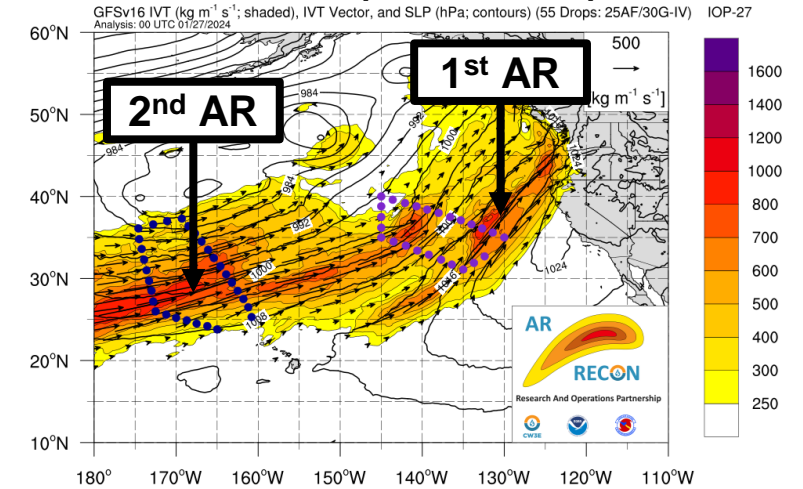 GFSv16 IVT (kg m⁻¹ s⁻¹; shaded), IVT Vector, and SLP (hPa; contours) (55 Drops: 25AF/30G-IV) IOP-27
Analysis: 00 UTC 01/27/2024
60°N
50°N
40°N
30°N
20°N
10°N
180°
170°W
160°W
150°W
140°W
130°W
120°W
110°W
2nd AR
1st AR
500
kg m⁻¹ s⁻¹]
984
984
984
992
992
1000
1000
1008
1016
1024
1600
1400
1200
1000
800
700
600
500
400
300
250
AR
RECON
Research And Operations Partnership
CW3E